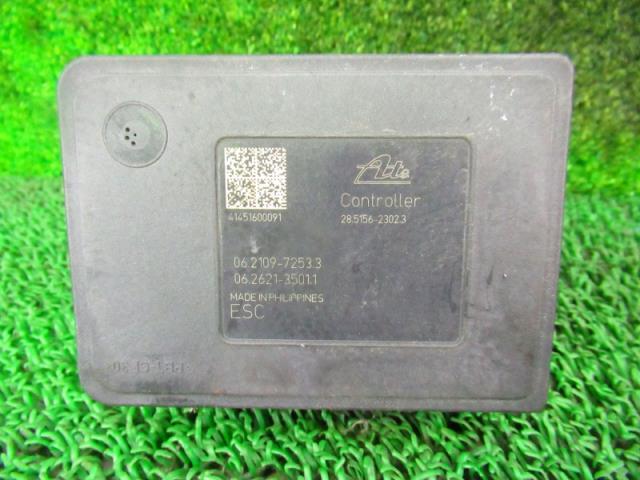 Ate
Controller
41451600091
28.5156-2302.3
06.2109-7253.3
06.2621-3501.1
MADE IN PHILIPPINES
ESC